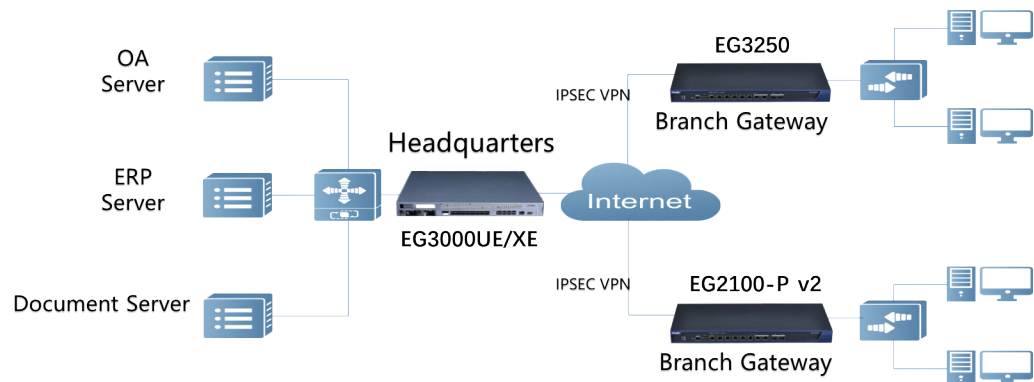 OA
Server
ERP
Server
Document Server
Headquarters
EG3000UE/XE
Internet
IPSEC VPN
EG3250
Branch Gateway
IPSEC VPN
EG2100-P v2
Branch Gateway